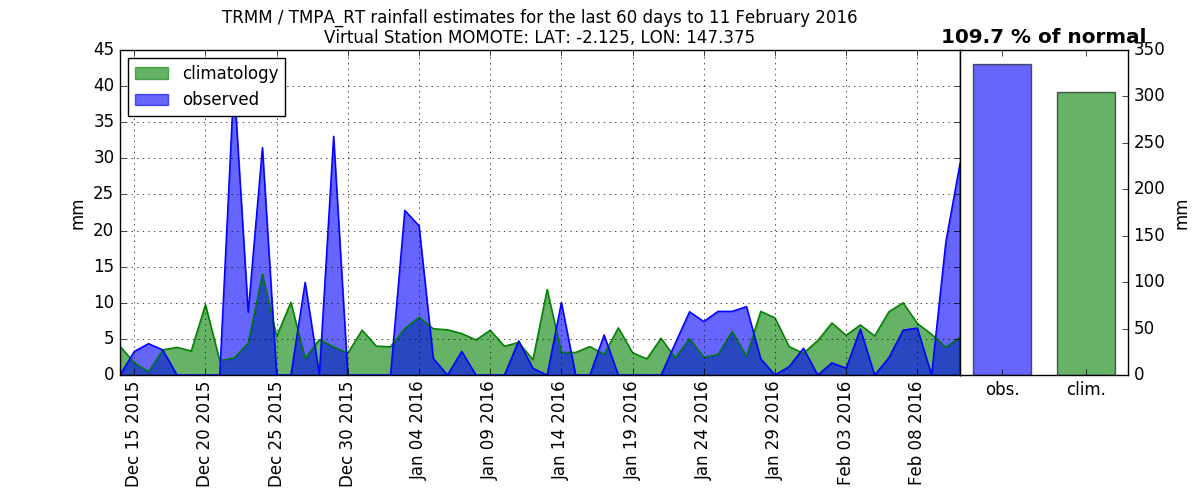 TRMM / TMPA_RT rainfall estimates for the last 60 days to 11 February 2016
Virtual Station MOMOTE: LAT: -2.125, LON: 147.375
109.7 % of normal
climatology
observed
45
40
35
30
25
20
15
10
5
0
mm
350
300
250
200
150
100
50
0
mm
Dec 15 2015
Dec 20 2015
Dec 25 2015
Dec 30 2015
Jan 04 2016
Jan 09 2016
Jan 14 2016
Jan 19 2016
Jan 24 2016
Jan 29 2016
Feb 03 2016
Feb 08 2016
obs.
clim.